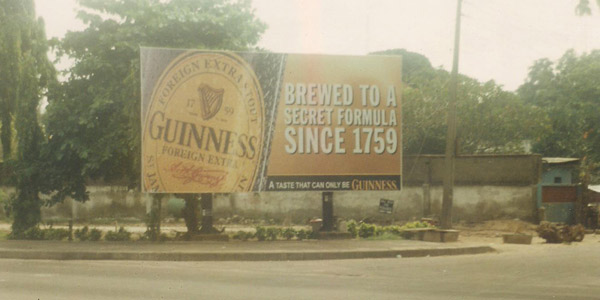 FOREIGN EXTRA STOUT
17 59
GUINNESS
FOREIGN EXTRA
BREWED TO A
SECRET FORMULA
SINCE 1759
A TASTE THAT CAN ONLY BE GUINNESS